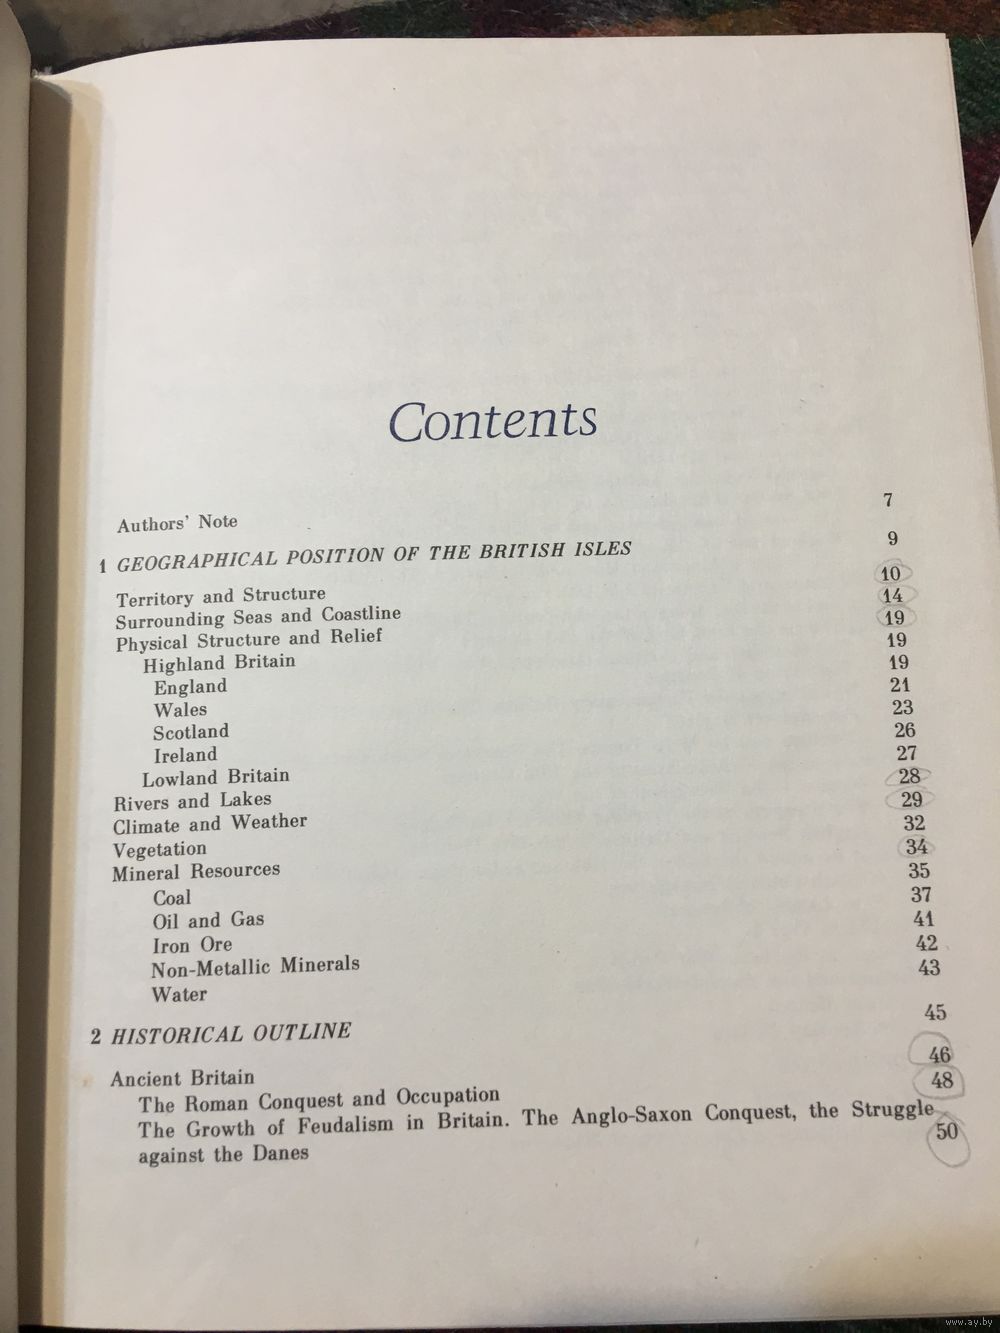 Contents
Authors' Note 7
1 GEOGRAPHICAL POSITION OF THE BRITISH ISLES 9
Territory and Structure 10
Surrounding Seas and Coastline 14
Physical Structure and Relief 19
Highland Britain 19
England 19
Wales 21
Scotland 23
Ireland 26
Lowland Britain 27
Rivers and Lakes 28
Climate and Weather 29
Vegetation 32
Mineral Resources 34
Coal 35
Oil and Gas 37
Iron Ore 41
Non-Metallic Minerals 42
Water 43
2 HISTORICAL OUTLINE 45
Ancient Britain 46
The Roman Conquest and Occupation 48
The Growth of Feudalism in Britain. The Anglo-Saxon Conquest, the Struggle
against the Danes 50
www.ay.by